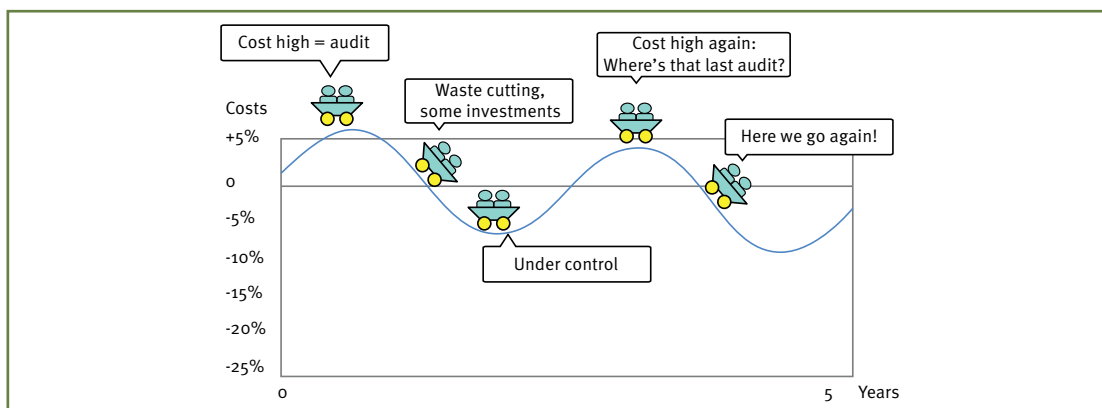 Cost high = audit
Cost high again:
Where's that last audit?
Waste cutting,
some investments
Here we go again!
Under control
Costs
+5%
0
-5%
-10%
-15%
-20%
-25%
0
5
Years